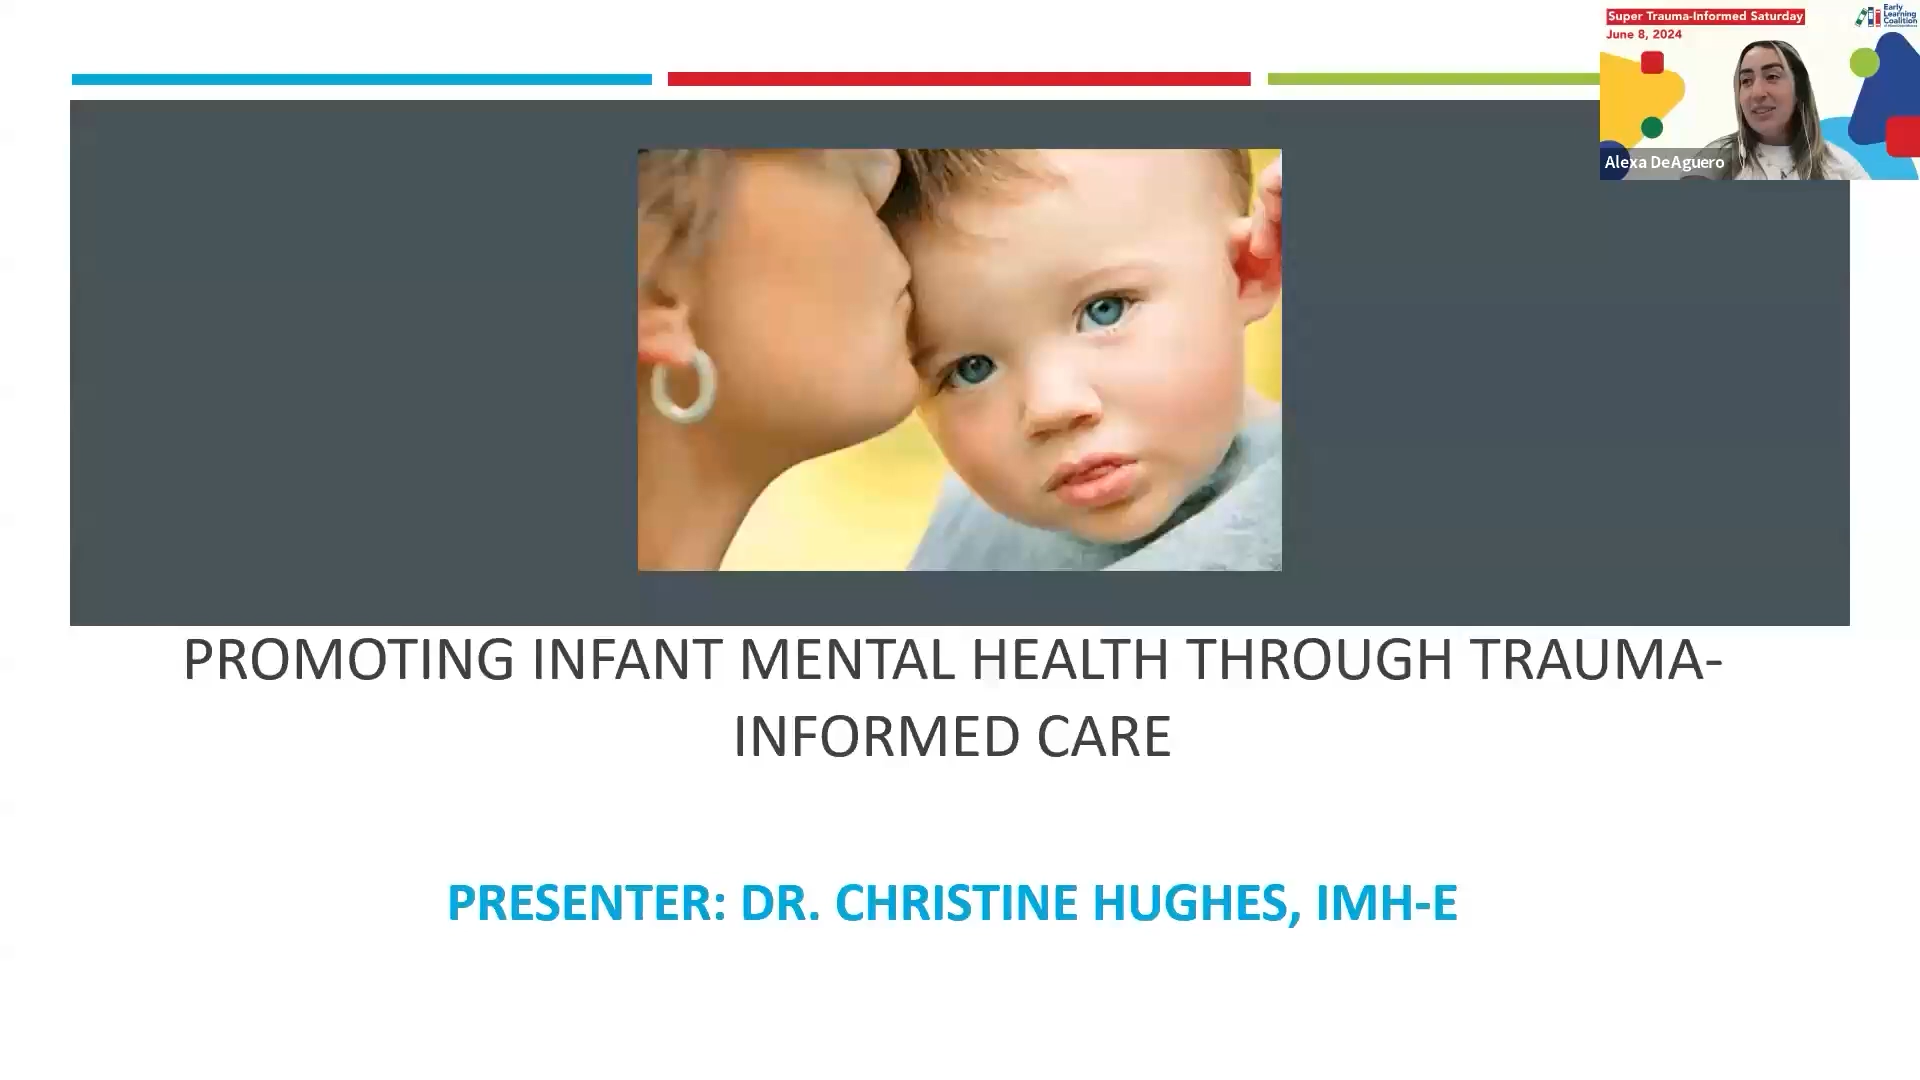 Super Trauma-Informed Saturday
June 8, 2024
Early
Learning
Coalition
Alexa DeAguero
PROMOTING INFANT MENTAL HEALTH THROUGH TRAUMA-
INFORMED CARE
PRESENTER: DR. CHRISTINE HUGHES, IMH-E